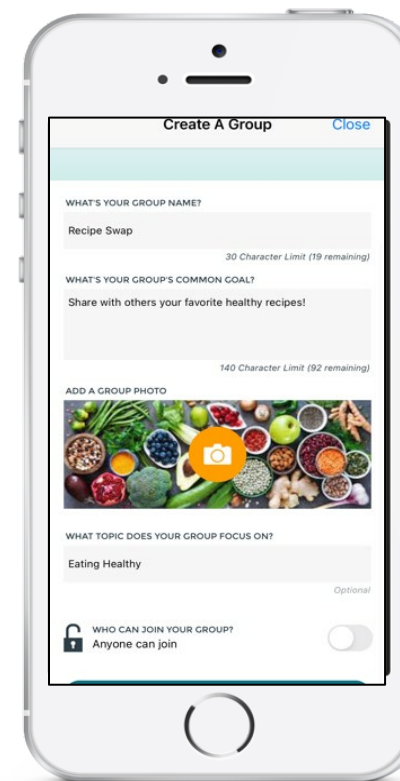 Create A Group Close
WHAT'S YOUR GROUP NAME?
Recipe Swap
30 Character Limit (19 remaining)
WHAT'S YOUR GROUP'S COMMON GOAL?
Share with others your favorite healthy recipes!
140 Character Limit (92 remaining)
ADD A GROUP PHOTO
WHAT TOPIC DOES YOUR GROUP FOCUS ON?
Eating Healthy
Optional
WHO CAN JOIN YOUR GROUP?
Anyone can join